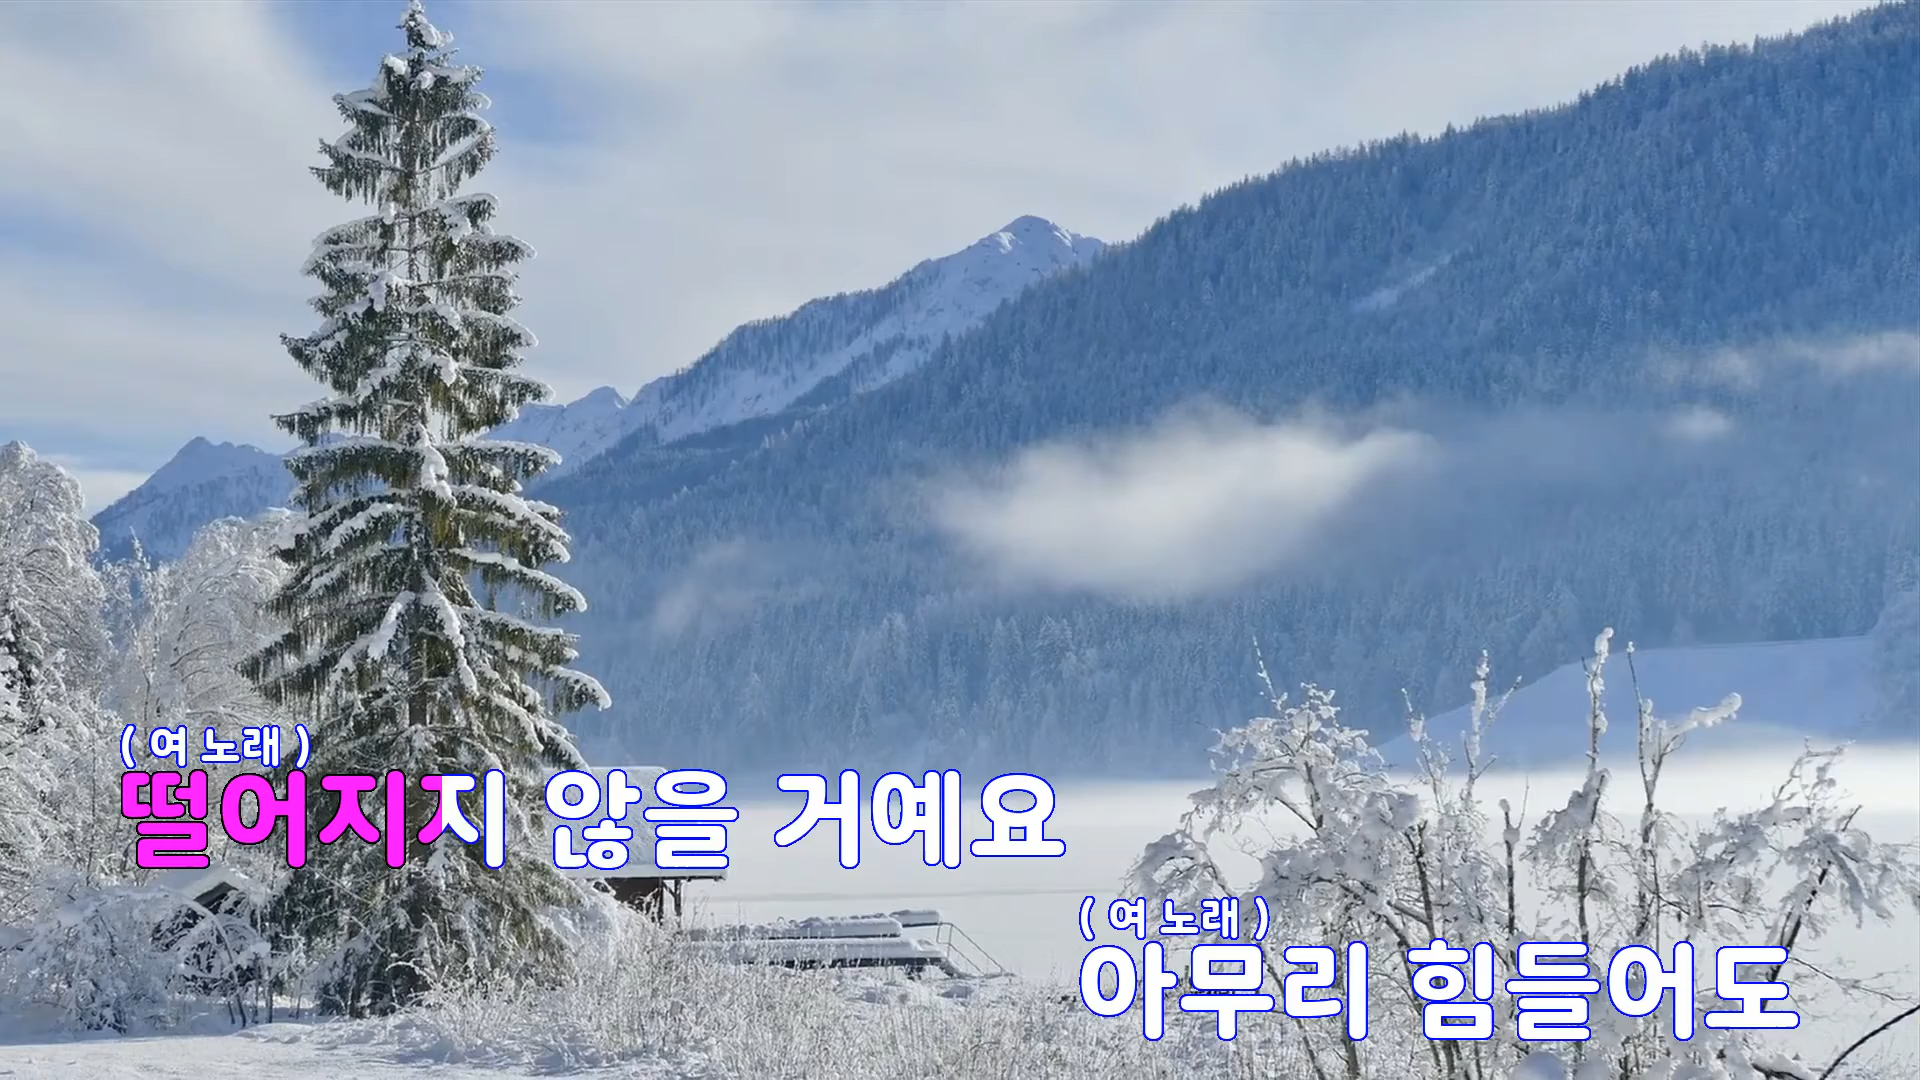 ( 여 노래 )
떨어지지 않을 거예요
( 여 노래 )
아무리 힘들어도